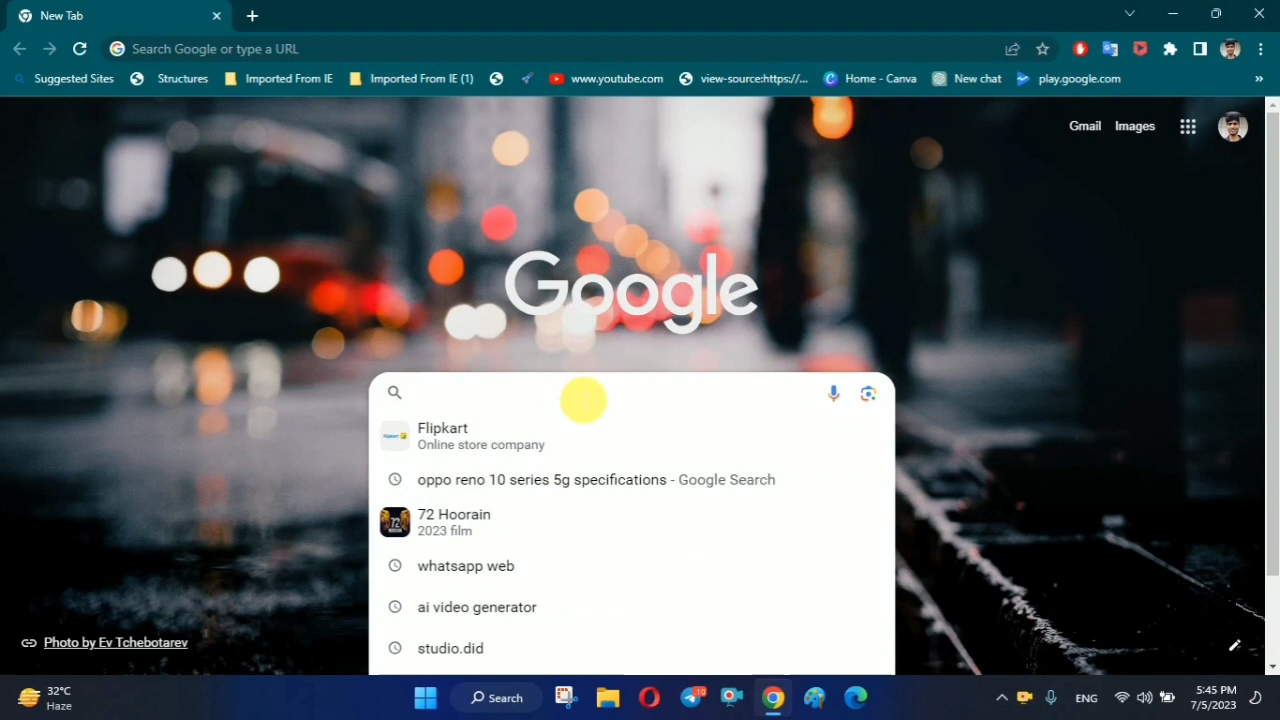 New Tab
Search Google or type a URL
Suggested Sites Structures Imported From IE Imported From IE (1) www.youtube.com view-source:https://... Home - Canva New chat play.google.com »
Gmail Images
Google
Flipkart
Online store company
oppo reno 10 series 5g specifications - Google Search
72 Hoorain
2023 film
whatsapp web
ai video generator
studio.did
Photo by Ev Tchebotarev
32°C
Haze
Search
10
ENG
5:45 PM
7/5/2023